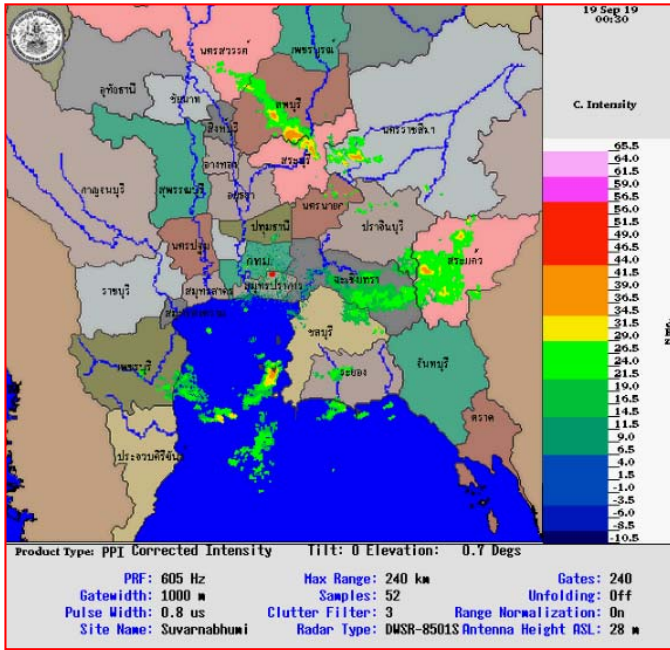 19 Sep 19
00:30
C. Intensity
65.5
64.0
61.5
59.0
56.5
56.0
51.0
49.0
46.5
44.0
41.5
39.0
36.5
34.0
31.5
29.0
26.5
24.0
21.5
19.0
16.5
14.0
11.5
9.0
6.5
4.0
1.5
-1.0
-3.5
-6.0
-8.5
-10.5
นครสวรรค์
เพชรบูรณ์
อุทัยธานี
ชัยนาท
ลพบุรี
สิงห์บุรี
นครราชสีมา
อ่างทอง
สระบุรี
กาญจนบุรี
สุพรรณบุรี
อยุธยา
นครนายก
ปทุมธานี
ปราจีนบุรี
นครปฐม
กทม.
สระแก้ว
ราชบุรี
สมุทรสาคร
สมุทรปราการ
ฉะเชิงเทรา
ชลบุรี
เพชรบุรี
ระยอง
จันทบุรี
ตราด
ประจวบคีรีขันธ์
Product Type: PPI Corrected Intensity Tilt: 0 Elevation: 0.7 Degs
PRF: 605 Hz Max Range: 240 km Gates: 240
Gatewidth: 1000 m Samples: 52 Unfolding: Off
Pulse Width: 0.8 us Clutter Filter: 3 Range Normalization: On
Site Name: Suvarnabhumi Radar Type: DWSR-8501S Antenna Height ASL: 28 m